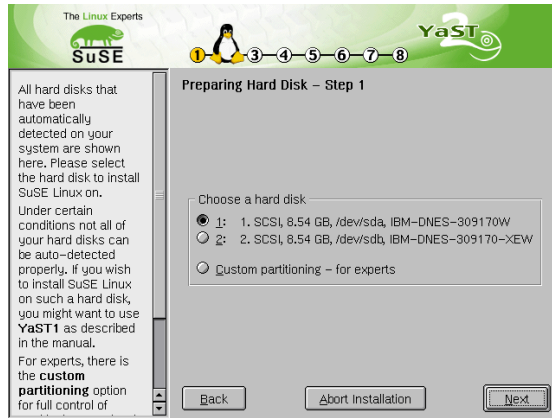 The Linux Experts
SuSE
YaST2
1 3 4 5 6 7 8
All hard disks that
have been
automatically
detected on your
system are shown
here. Please select
the hard disk to install
SuSE Linux on.
Under certain
conditions not all of
your hard disks can
be auto-detected
properly. If you wish
to install SuSE Linux
on such a hard disk,
you might want to use
YaST1 as described
in the manual.
For experts, there is
the custom
partitioning option
for full control of
Preparing Hard Disk – Step 1
Choose a hard disk
1: 1. SCSI, 8.54 GB, /dev/sda, IBM-DNES-309170W
2: 2. SCSI, 8.54 GB, /dev/sdb, IBM-DNES-309170-XEW
Custom partitioning – for experts
Back
Abort Installation
Next